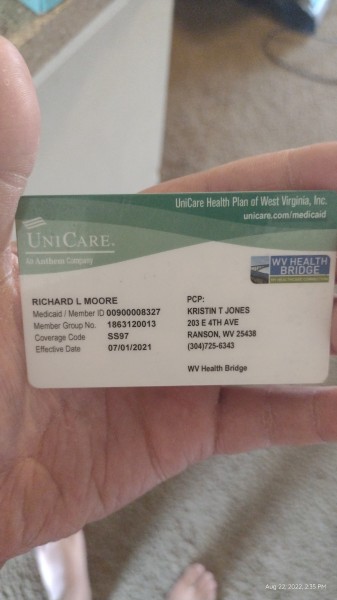 UniCare Health Plan of West Virginia, Inc.
unicare.com/medicaid
UNICARE.
An Anthem Company
WV HEALTH
BRIDGE
RICHARD L MOORE
Medicaid / Member ID 00900008327
Member Group No. 1863120013
Coverage Code SS97
Effective Date 07/01/2021
PCP:
KRISTIN T JONES
203 E 4TH AVE
RANSON, WV 25438
(304)725-6343
WV Health Bridge
Aug 22, 2022, 2:35 PM